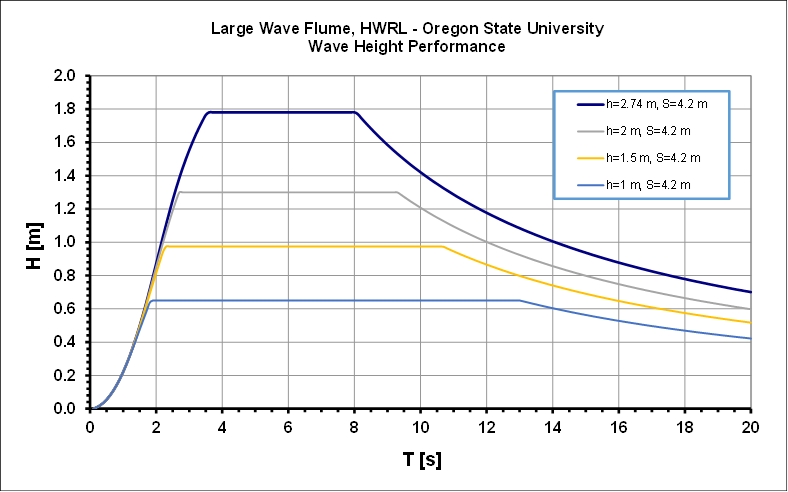 Large Wave Flume, HWRL - Oregon State University
Wave Height Performance
2.0
1.8
1.6
1.4
1.2
1.0
0.8
0.6
0.4
0.2
0.0
H [m]
h=2.74 m, S=4.2 m
h=2 m, S=4.2 m
h=1.5 m, S=4.2 m
h=1 m, S=4.2 m
0 2 4 6 8 10 12 14 16 18 20
T [s]